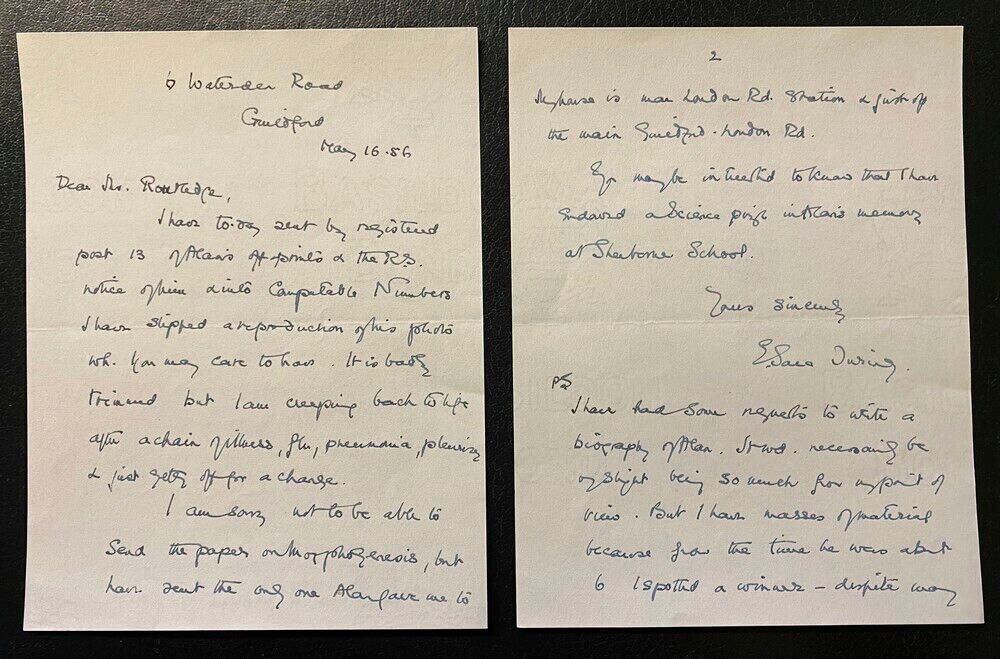 6 Waterden Road
Guildford
May 16.56
Dear Mr. Routledge,
I have to-day sent by registered
post 13 of Alan's offprints & the R.S.
notice of him & into Computable Numbers
I have slipped a reproduction of his photo
wh. you may care to have. It is badly
trimmed but I am creeping back to life
after a chain of illness, flu, pneumonia, pleurisy
& just getting off for a change.
I am sorry not to be able to
send the papers on Morphogenesis, but
have sent the only one Alan gave me to
2
My house is near London Rd. Station & just off
the main Guildford-London Rd.
You may be interested to know that I have
endowed a Science prize in Alan's memory
at Sherborne School.
Yours sincerely
E. Sara Turing.
PS
I have had some requests to write a
biography of Alan. It wd. necessarily be
being so much from my point of
view. But I have masses of material
because from the time he was about
6 I spotted a winner – despite many